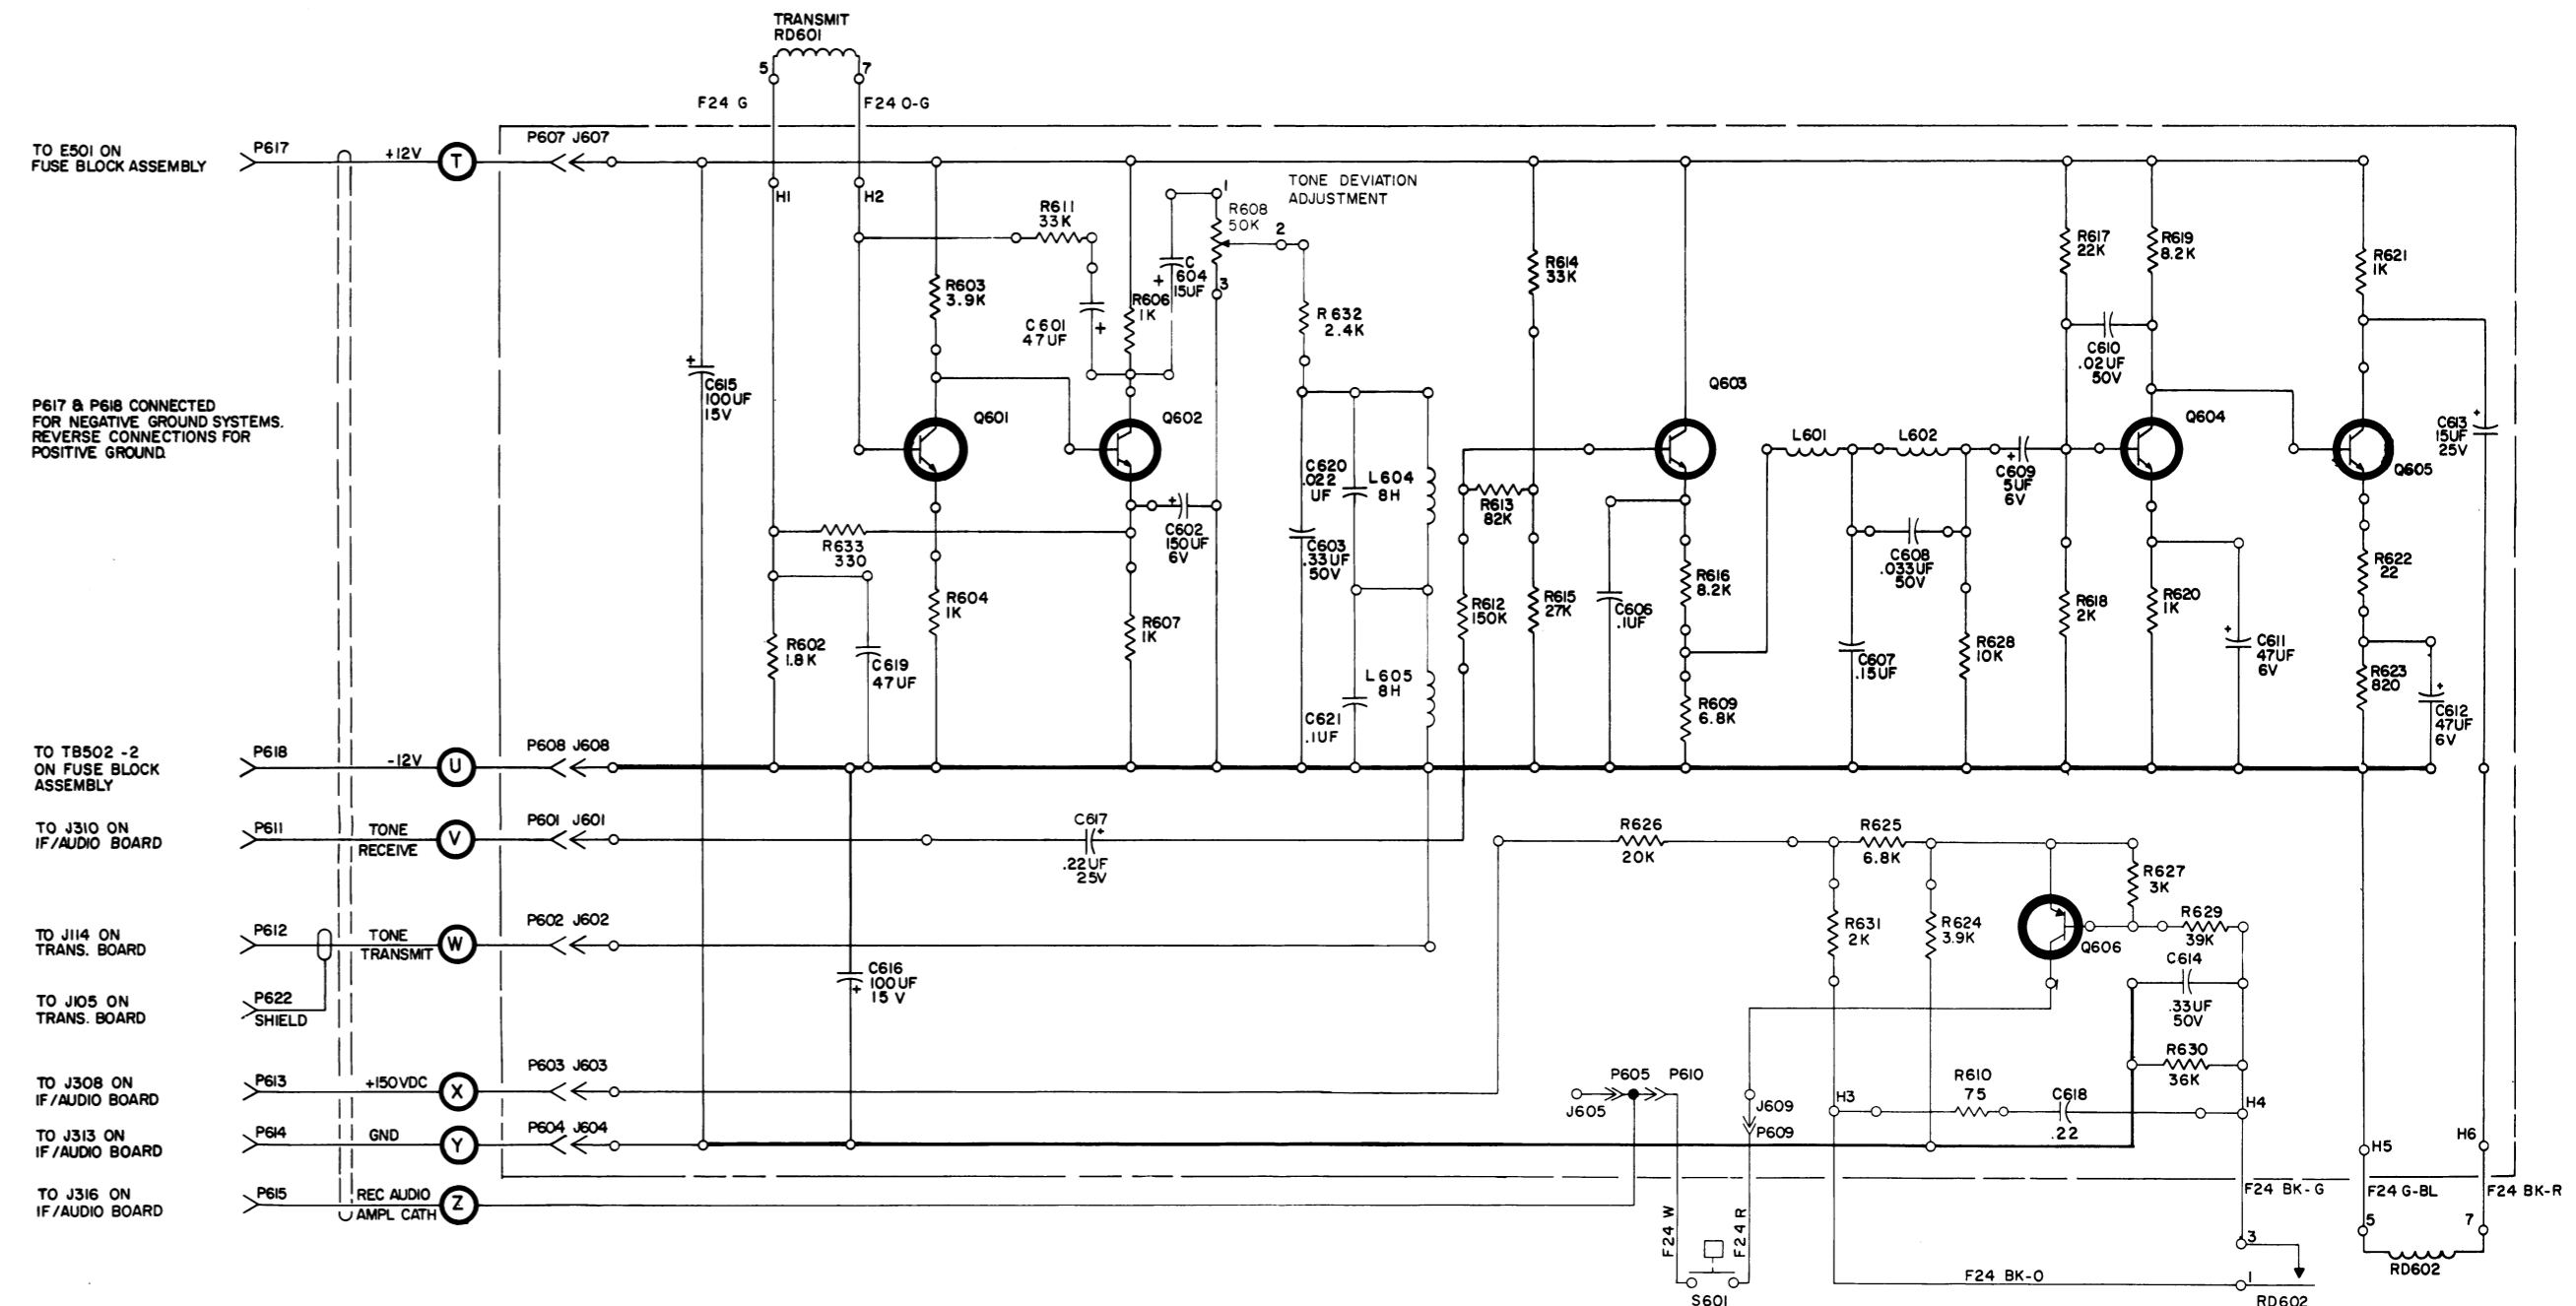 TRANSMIT
RD601
5
7
F24 G
F24 O-G
TO E501 ON
FUSE BLOCK ASSEMBLY
P617
+12V
T
P607 J607
H1
H2
R611
33K
C601
47UF
+
R603
3.9K
R606
1K
C
604
15UF
+
1
R608
50K
2
3
TONE DEVIATION
ADJUSTMENT
R632
2.4K
R614
33K
R617
22K
R619
8.2K
R621
1K
C610
.02UF
50V
P617 & P618 CONNECTED
FOR NEGATIVE GROUND SYSTEMS.
REVERSE CONNECTIONS FOR
POSITIVE GROUND.
+
C615
100UF
15V
Q601
Q602
Q603
Q604
Q605
L601
L602
+
C609
5UF
6V
+
C613
15UF
25V
C620
.022
UF
L604
8H
R613
82K
R633
330
+
C602
150UF
6V
C603
.33UF
50V
C608
.033UF
50V
R604
1K
R607
1K
R602
1.8K
C619
47UF
R612
150K
R615
27K
C606
.1UF
R616
8.2K
R609
6.8K
C607
.15UF
R628
10K
R618
2K
R620
1K
+
C611
47UF
6V
R622
22
R623
820
+
C612
47UF
6V
L605
8H
C621
.1UF
TO TB502 -2
ON FUSE BLOCK
ASSEMBLY
P618
-12V
U
P608 J608
TO J310 ON
IF/AUDIO BOARD
P611
TONE
RECEIVE
V
P601 J601
C617
+
.22UF
25V
R626
20K
R625
6.8K
R627
3K
R631
2K
R624
3.9K
Q606
R629
39K
C614
.33UF
50V
R630
36K
TO J114 ON
TRANS. BOARD
P612
TONE
TRANSMIT
W
P602 J602
C616
100UF
15 V
+
TO J105 ON
TRANS. BOARD
P622
SHIELD
TO J308 ON
IF/AUDIO BOARD
P613
+150VDC
X
P603 J603
P605 P610
J605
J609
P609
H3
R610
75
C618
.22
H4
TO J313 ON
IF/AUDIO BOARD
P614
GND
Y
P604 J604
H5
H6
TO J316 ON
IF/AUDIO BOARD
P615
REC AUDIO
AMPL CATH
Z
F24 W
F24 R
S601
F24 BK-O
F24 BK-G
F24 G-BL
F24 BK-R
3
1
RD602
5
7
RD602